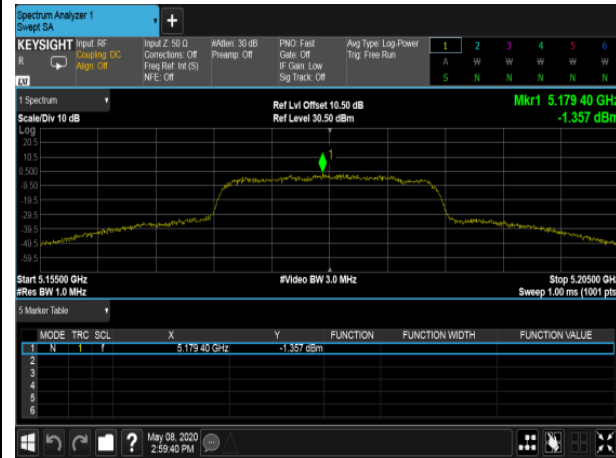 Spectrum Analyzer 1
Swept SA
+
KEYSIGHT Input: RF Input Z: 50 Ω #Atten: 30 dB PNO: Fast Avg Type: Log-Power 1 2 3 4 5 6
R Coupling: DC Corrections: Off Preamp: Off Gate: Off Trig: Free Run A W W W W W
Align: Off Freq Ref: Int (S) IF Gain: Low S N N N N N
LXI NFE: Off Sig Track: Off
1 Spectrum Ref Lvl Offset 10.50 dB Mkr1 5.179 40 GHz
Scale/Div 10 dB Ref Level 30.50 dBm -1.357 dBm
Log
20.5
10.5
0.500
-9.50
-19.5
-29.5
-39.5
-49.5
-59.5
1
Start 5.15500 GHz #Video BW 3.0 MHz Stop 5.20500 GHz
#Res BW 1.0 MHz Sweep 1.00 ms (1001 pts)
5 Marker Table
MODE TRC SCL X Y FUNCTION FUNCTION WIDTH FUNCTION VALUE
1 N 1 f 5.179 40 GHz -1.357 dBm
2
3
4
5
6
? May 08, 2020
2:59:40 PM